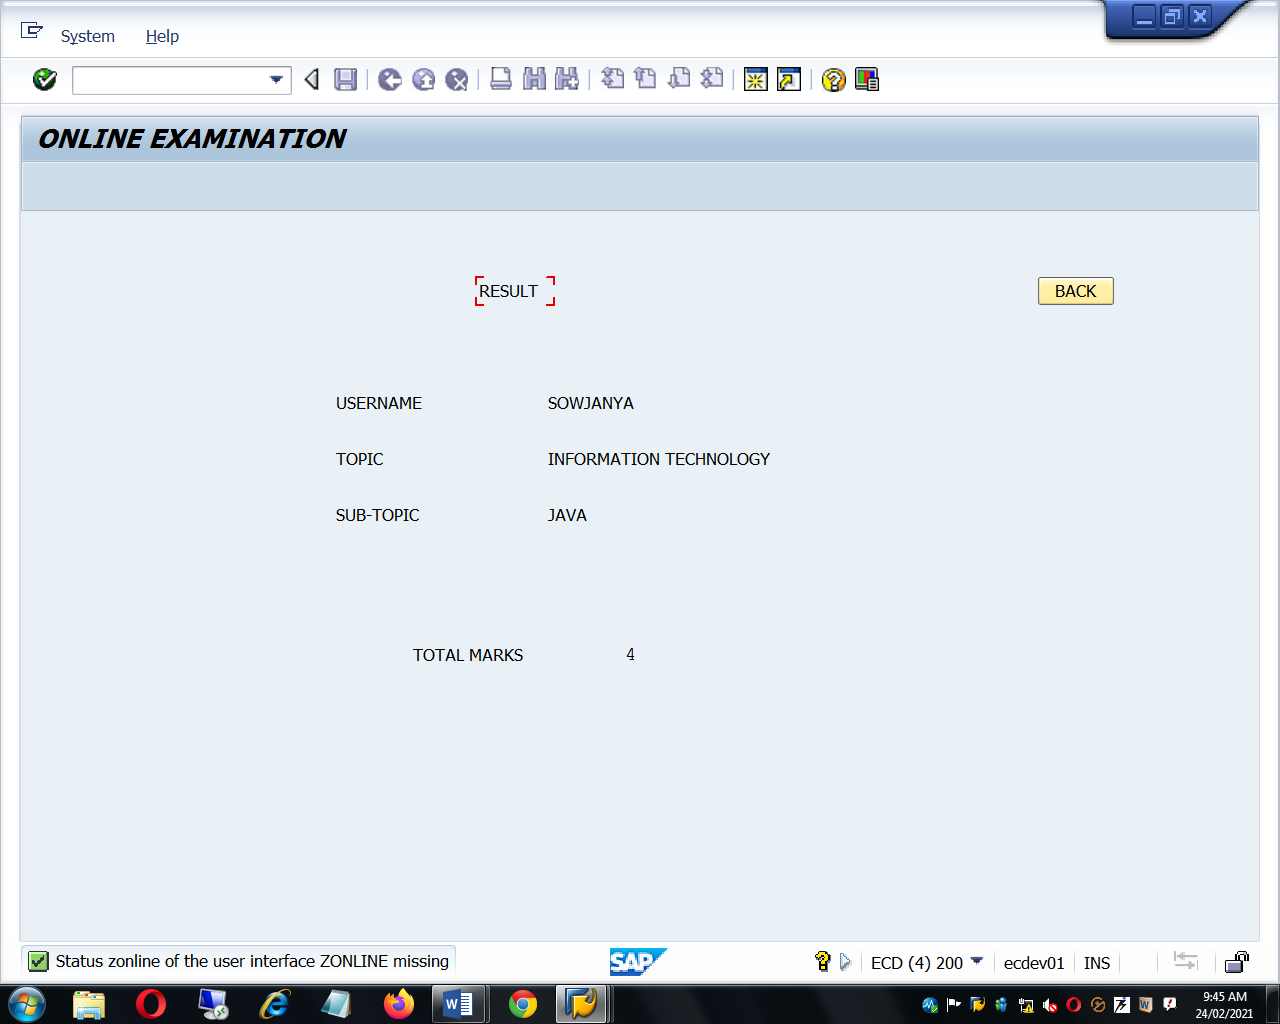 System Help
ONLINE EXAMINATION
RESULT BACK
USERNAME SOWJANYA
TOPIC INFORMATION TECHNOLOGY
SUB-TOPIC JAVA
TOTAL MARKS 4
Status zonline of the user interface ZONLINE missing
SAP
ECD (4) 200 ecdev01 INS
9:45 AM
24/02/2021